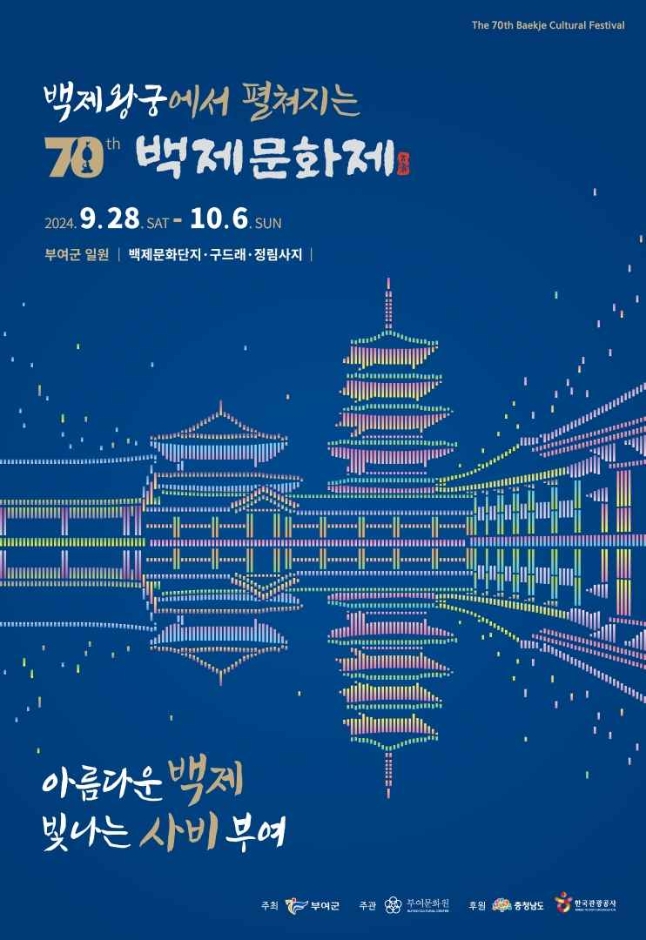 The 70th Baekje Cultural Festival
백제왕궁에서 펼쳐지는
70th 백제문화제
2024. 9. 28. SAT - 10. 6. SUN
부여군 일원 | 백제문화단지·구드래·정림사지 |
아름다운 백제
빛나는 사비 부여
주최 부여군 주관 부여문화원 후원 충청남도 한국관광공사